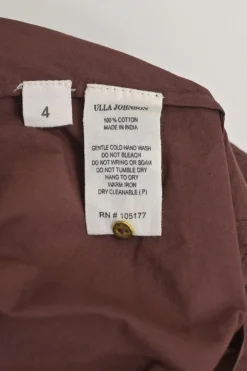 4
ULLA JOHNSON
100% COTTON
MADE IN INDIA
GENTLE COLD HAND WASH
DO NOT BLEACH
DO NOT WRING OR SOAK
DO NOT TUMBLE DRY
HANG TO DRY
WARM IRON
DRY CLEANABLE (P)
RN # 105177